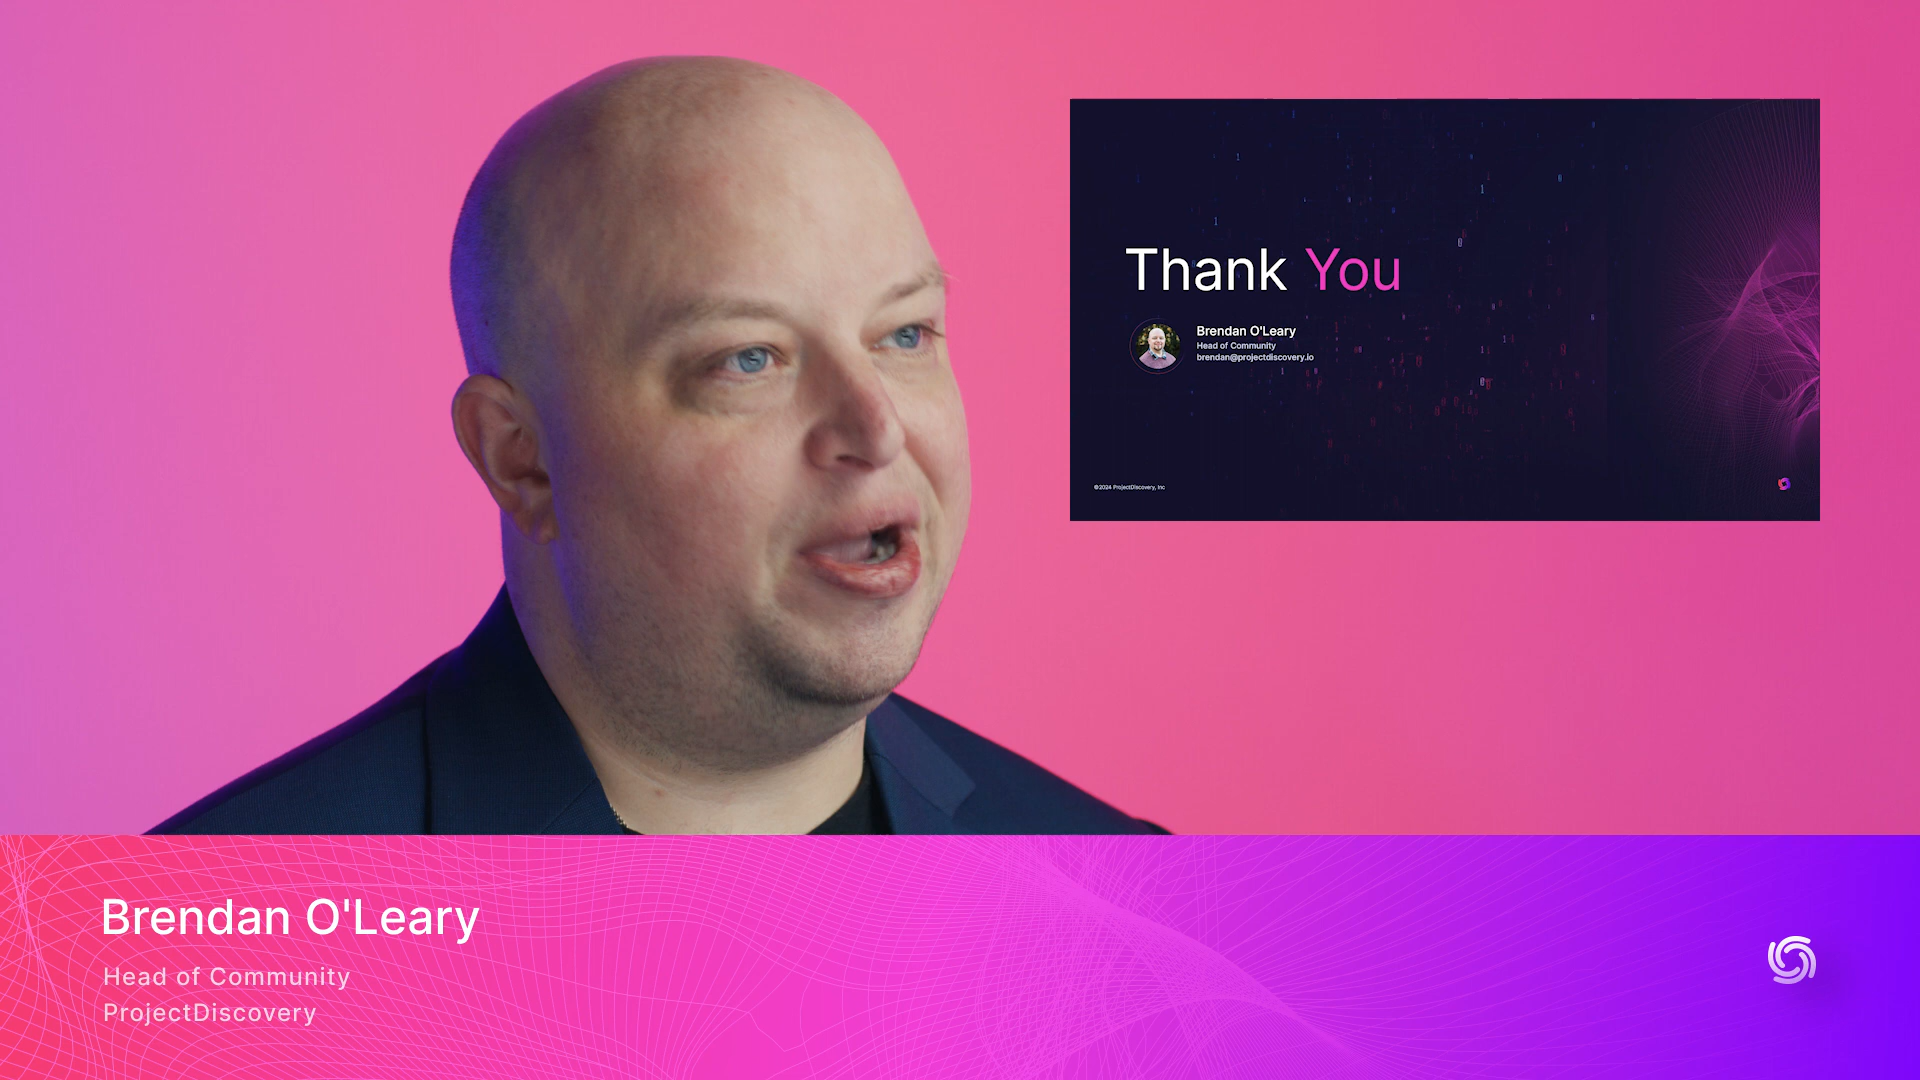 Thank You
Brendan O'Leary
Head of Community
brendan@projectdiscovery.io
©2024 ProjectDiscovery, Inc
Brendan O'Leary
Head of Community
ProjectDiscovery